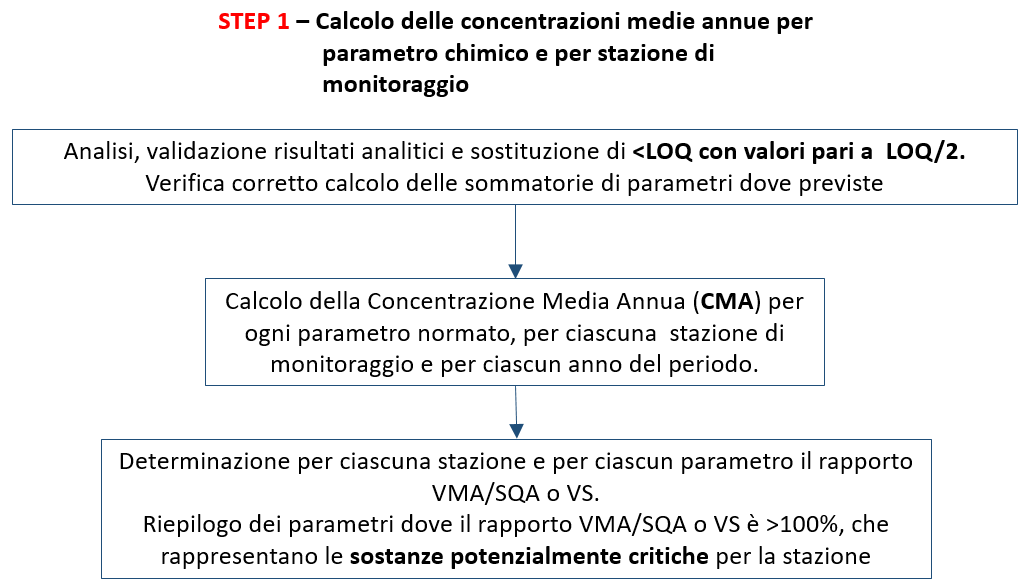 STEP 1 – Calcolo delle concentrazioni medie annue per
parametro chimico e per stazione di
monitoraggio
Analisi, validazione risultati analitici e sostituzione di <LOQ con valori pari a  LOQ/2.
Verifica corretto calcolo delle sommatorie di parametri dove previste
Calcolo della Concentrazione Media Annua (CMA) per
ogni parametro normato, per ciascuna  stazione di
monitoraggio e per ciascun anno del periodo.
Determinazione per ciascuna stazione e per ciascun parametro il rapporto
VMA/SQA o VS.
Riepilogo dei parametri dove il rapporto VMA/SQA o VS è >100%, che
rappresentano le sostanze potenzialmente critiche per la stazione